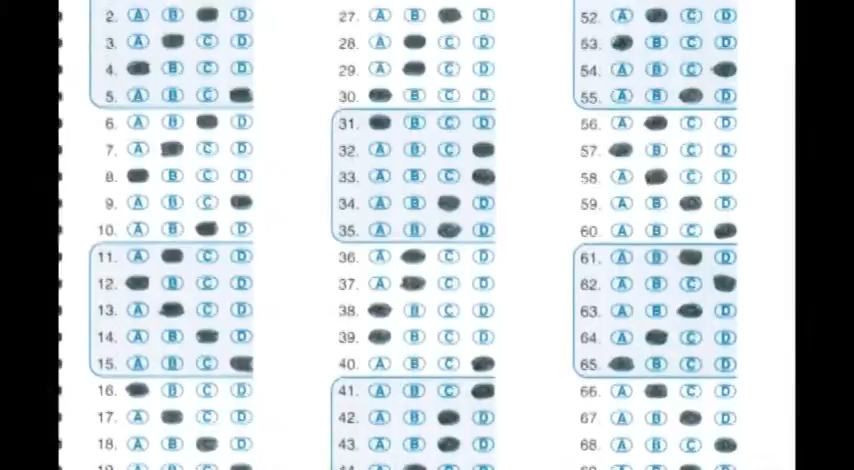 2. A B D
3. A C D
4. B C D
5. A B C
6. A B D
7. A C D
8. B C D
9. A B C
10. A B D
11. A C D
12. B C D
13. A C D
14. A B D
15. A B C
16. B C D
17. A C D
18. A B D
27. A B D
28. A C D
29. A C D
30. B C D
31. B C D
32. A B C
33. A B C
34. A B D
35. A B D
36. A C D
37. A C D
38. B C D
39. B C D
40. A B C
41. A B C
42. A B D
43. A B D
52. A C D
53. B C D
54. A B C
55. A B D
56. A C D
57. B C D
58. A C D
59. A B D
60. A B C
61. A B D
62. A B C
63. A B D
64. A C D
65. B C D
66. A C D
67 A B D
68. A B C